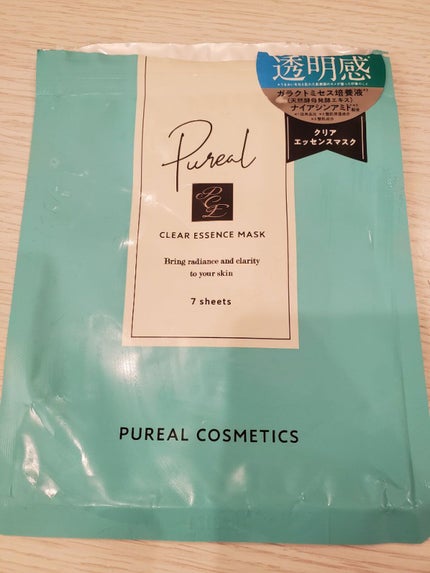 透明感
ガラクトミセス培養液
(天然酵母発酵エキス)
ナイアシンアミド
クリア
エッセンスマスク
Pureal
PCE
CLEAR ESSENCE MASK
Bring radiance and clarity
to your skin
7 sheets
PUREAL COSMETICS